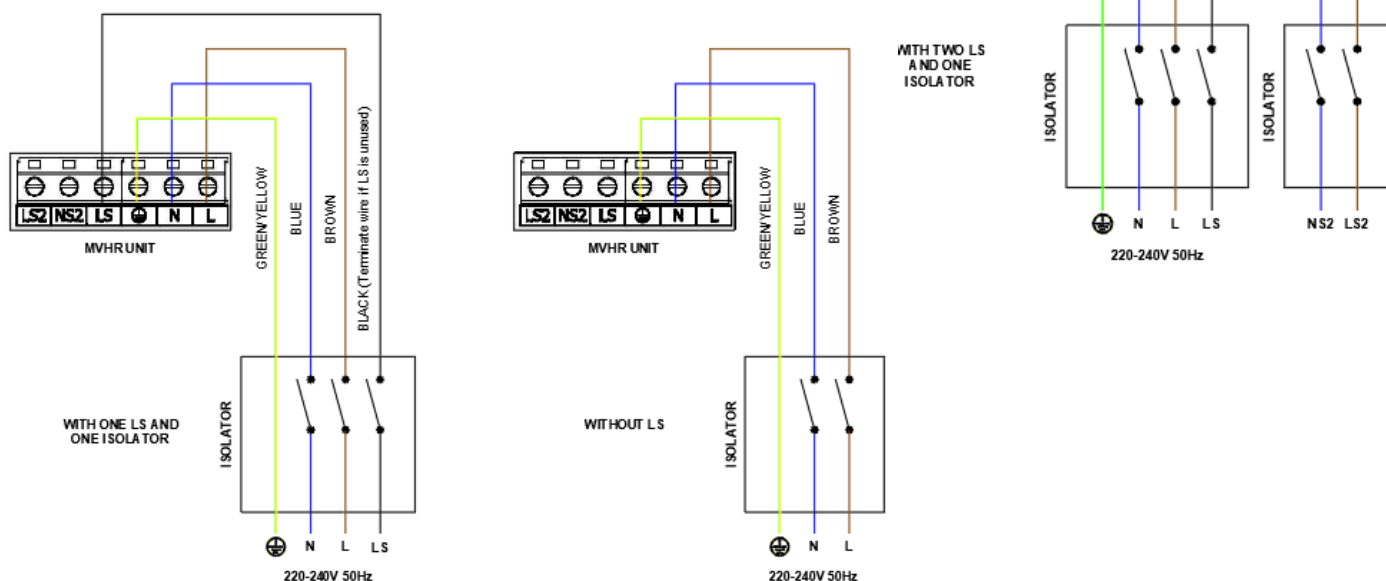 LS2 NS2 LS N L
MVHR UNIT
GREEN/YELLOW
BLUE
BROWN
BLACK (Terminate wire if LS is unused)
WITH ONE LS AND
ONE ISOLATOR
ISOLATOR
N L LS
220-240V 50Hz
LS2 NS2 LS N L
MVHR UNIT
GREEN/YELLOW
BLUE
BROWN
WITHOUT LS
ISOLATOR
N L
220-240V 50Hz
WITH TWO LS
AND ONE
ISOLATOR
ISOLATOR
N L LS
220-240V 50Hz
ISOLATOR
NS2 LS2